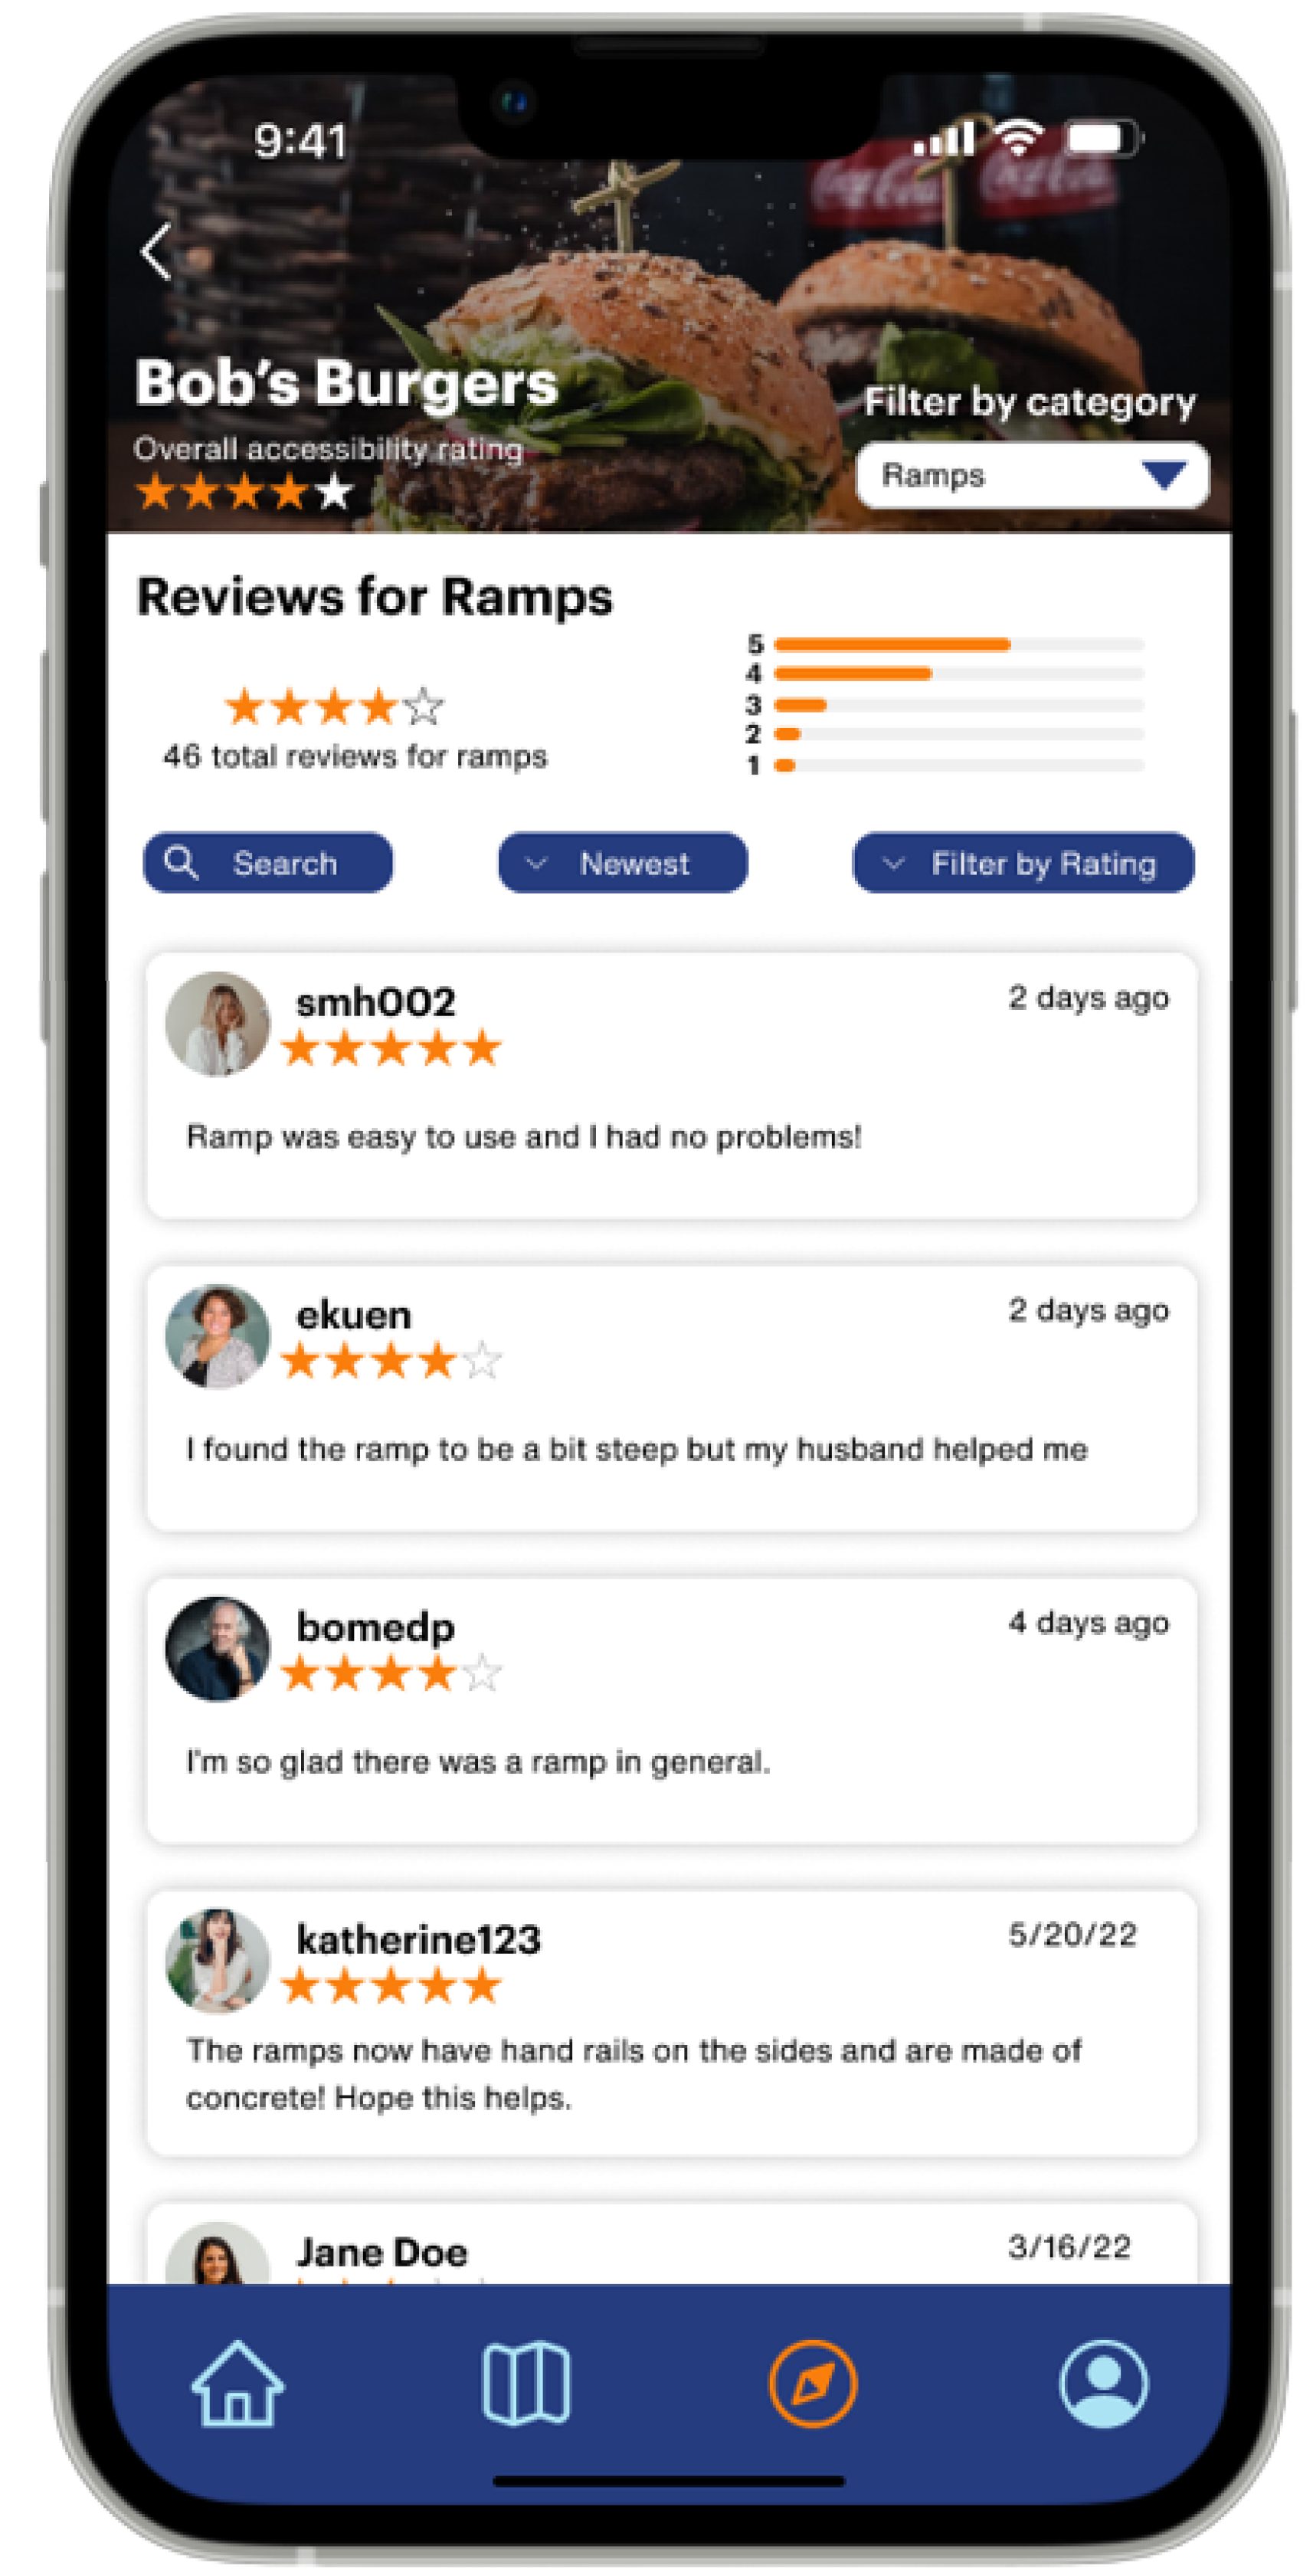 9:41
Coca-Cola Coca-Cola
Bob's Burgers
Overall accessibility rating
Filter by category
Ramps
Reviews for Ramps
46 total reviews for ramps
5
4
3
2
1
Search
Newest
Filter by Rating
smh002
2 days ago
Ramp was easy to use and I had no problems!
ekuen
2 days ago
I found the ramp to be a bit steep but my husband helped me
bomedp
4 days ago
I'm so glad there was a ramp in general.
katherine123
5/20/22
The ramps now have hand rails on the sides and are made of
concrete! Hope this helps.
Jane Doe
3/16/22